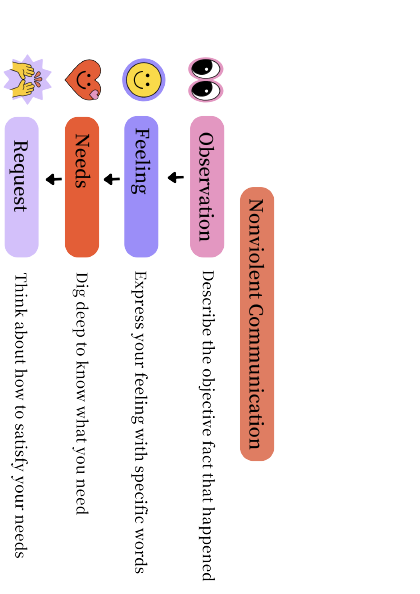 Nonviolent Communication
Observation
Describe the objective fact that happened
Feeling
Express your feeling with specific words
Needs
Dig deep to know what you need
Request
Think about how to satisfy your needs